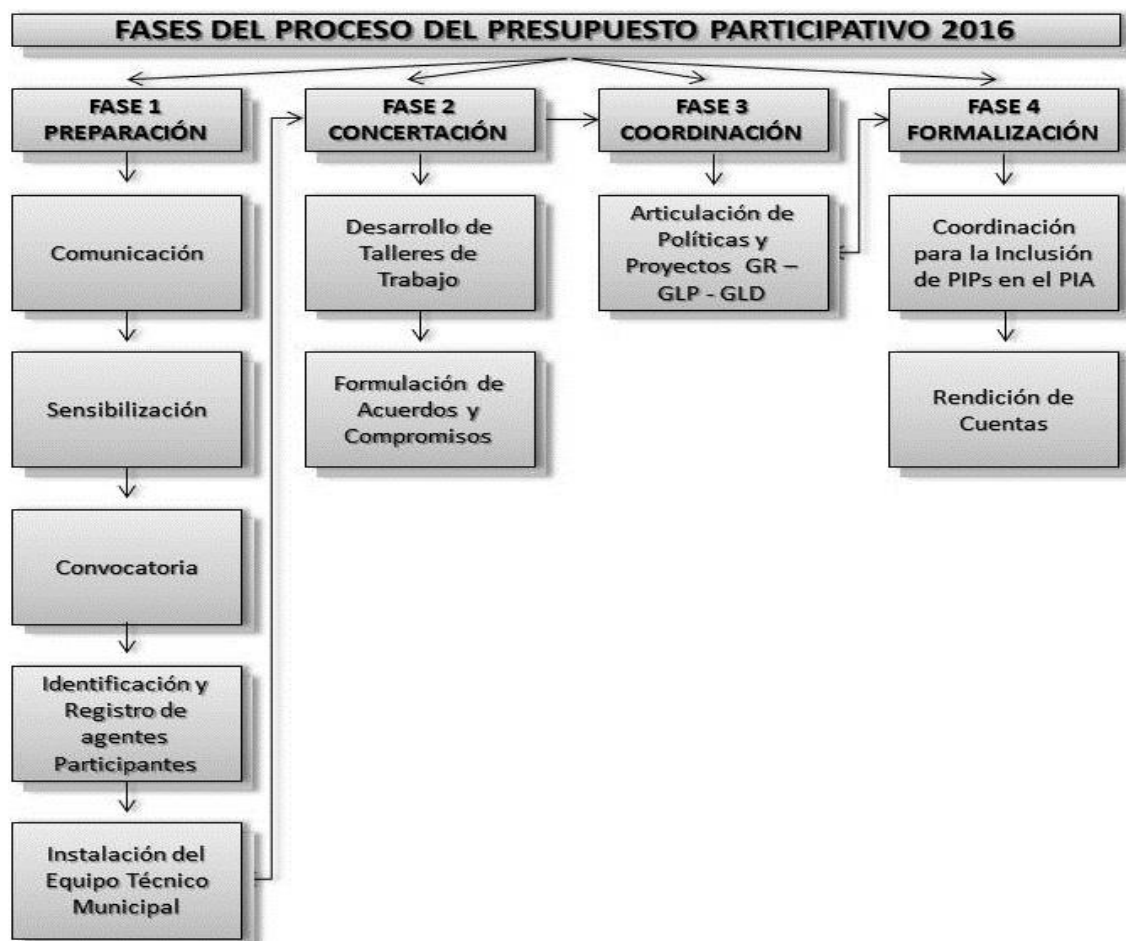 FASES DEL PROCESO DEL PRESUPUESTO PARTICIPATIVO 2016
FASE 1
PREPARACIÓN
Comunicación
Sensibilización
Convocatoria
Identificación y
Registro de
agentes
Participantes
Instalación del
Equipo Técnico
Municipal
FASE 2
CONCERTACIÓN
Desarrollo de
Talleres de
Trabajo
Formulación de
Acuerdos y
Compromisos
FASE 3
COORDINACIÓN
Articulación de
Políticas y
Proyectos GR –
GLP - GLD
FASE 4
FORMALIZACIÓN
Coordinación
para la Inclusión
de PIPs en el PIA
Rendición de
Cuentas